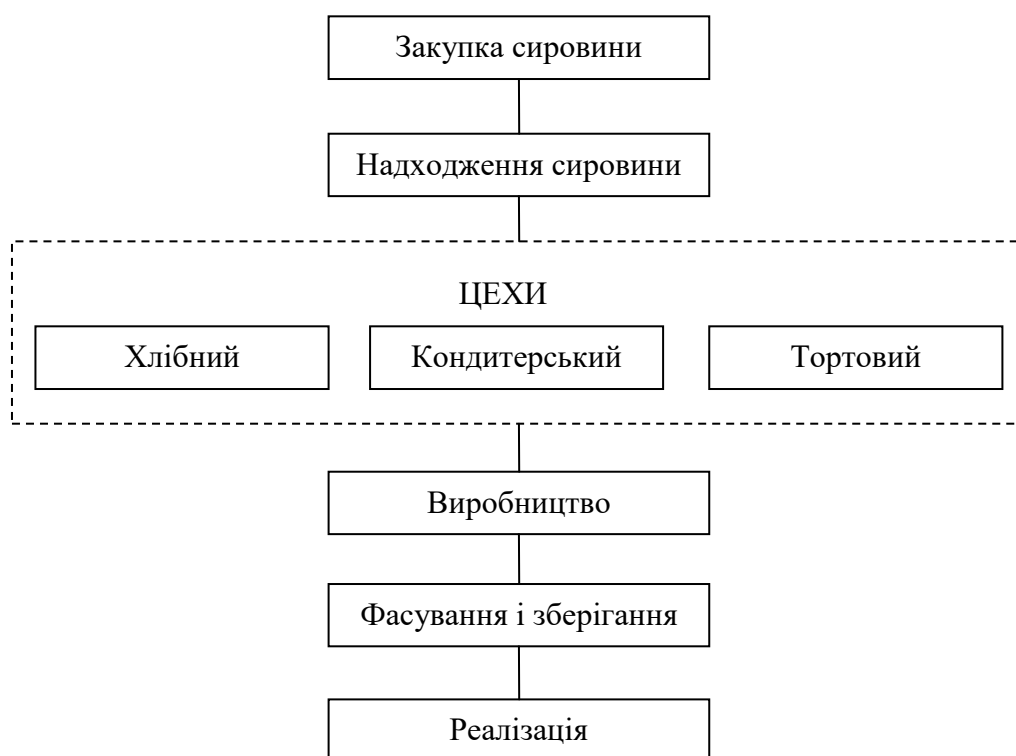 Закупка сировини
Надходження сировини
ЦЕХИ
Хлібний
Кондитерський
Тортовий
Виробництво
Фасування і зберігання
Реалізація